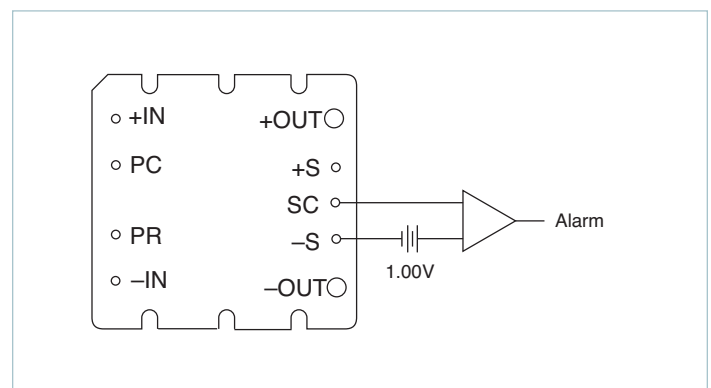 +IN
+OUT
PC
+S
SC
PR
–S
Alarm
1.00V
–IN
–OUT